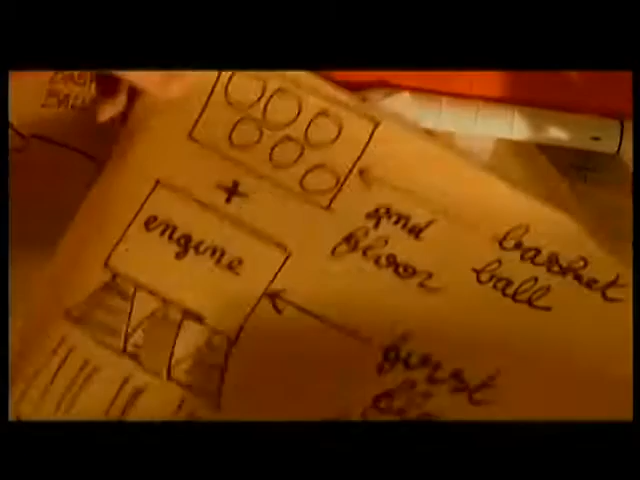 +
engine
2nd
floor
basket
ball
first